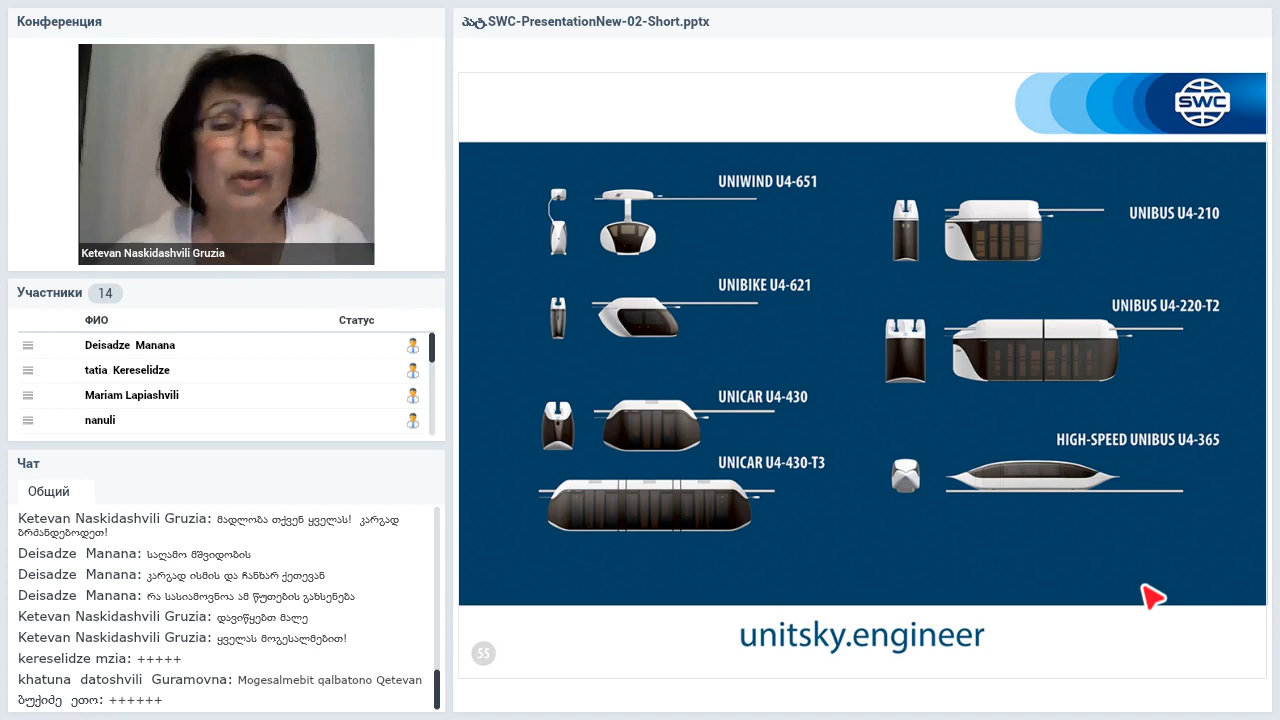 Конференция
Ketevan Naskidashvili Gruzia
Участники 14
ФИО Статус
Deisadze Manana
tatia Kereselidze
Mariam Lapiashvili
nanuli
Чат
Общий
Ketevan Naskidashvili Gruzia: მადლობა თქვენ ყველას! კარგად
ბრძანდებოდეთ!
Deisadze Manana: საღამო მშვიდობის
Deisadze Manana: კარგად ისმის და ჩანხარ ქეთევან
Deisadze Manana: რა სასიამოვნოა ამ წუთების გახსენება
Ketevan Naskidashvili Gruzia: დავიწყებთ მალე
Ketevan Naskidashvili Gruzia: ყველას მოგესალმებით!
kereselidze mzia: +++++
khatuna datoshvili Guramovna: Mogesalmebit qalbatono Qetevan
ბუქიძე ეთო: ++++++
პატ.SWC-PresentationNew-02-Short.pptx
SWC
UNIWIND U4-651
UNIBUS U4-210
UNIBIKE U4-621
UNIBUS U4-220-T2
UNICAR U4-430
HIGH-SPEED UNIBUS U4-365
UNICAR U4-430-T3
unitsky.engineer
55